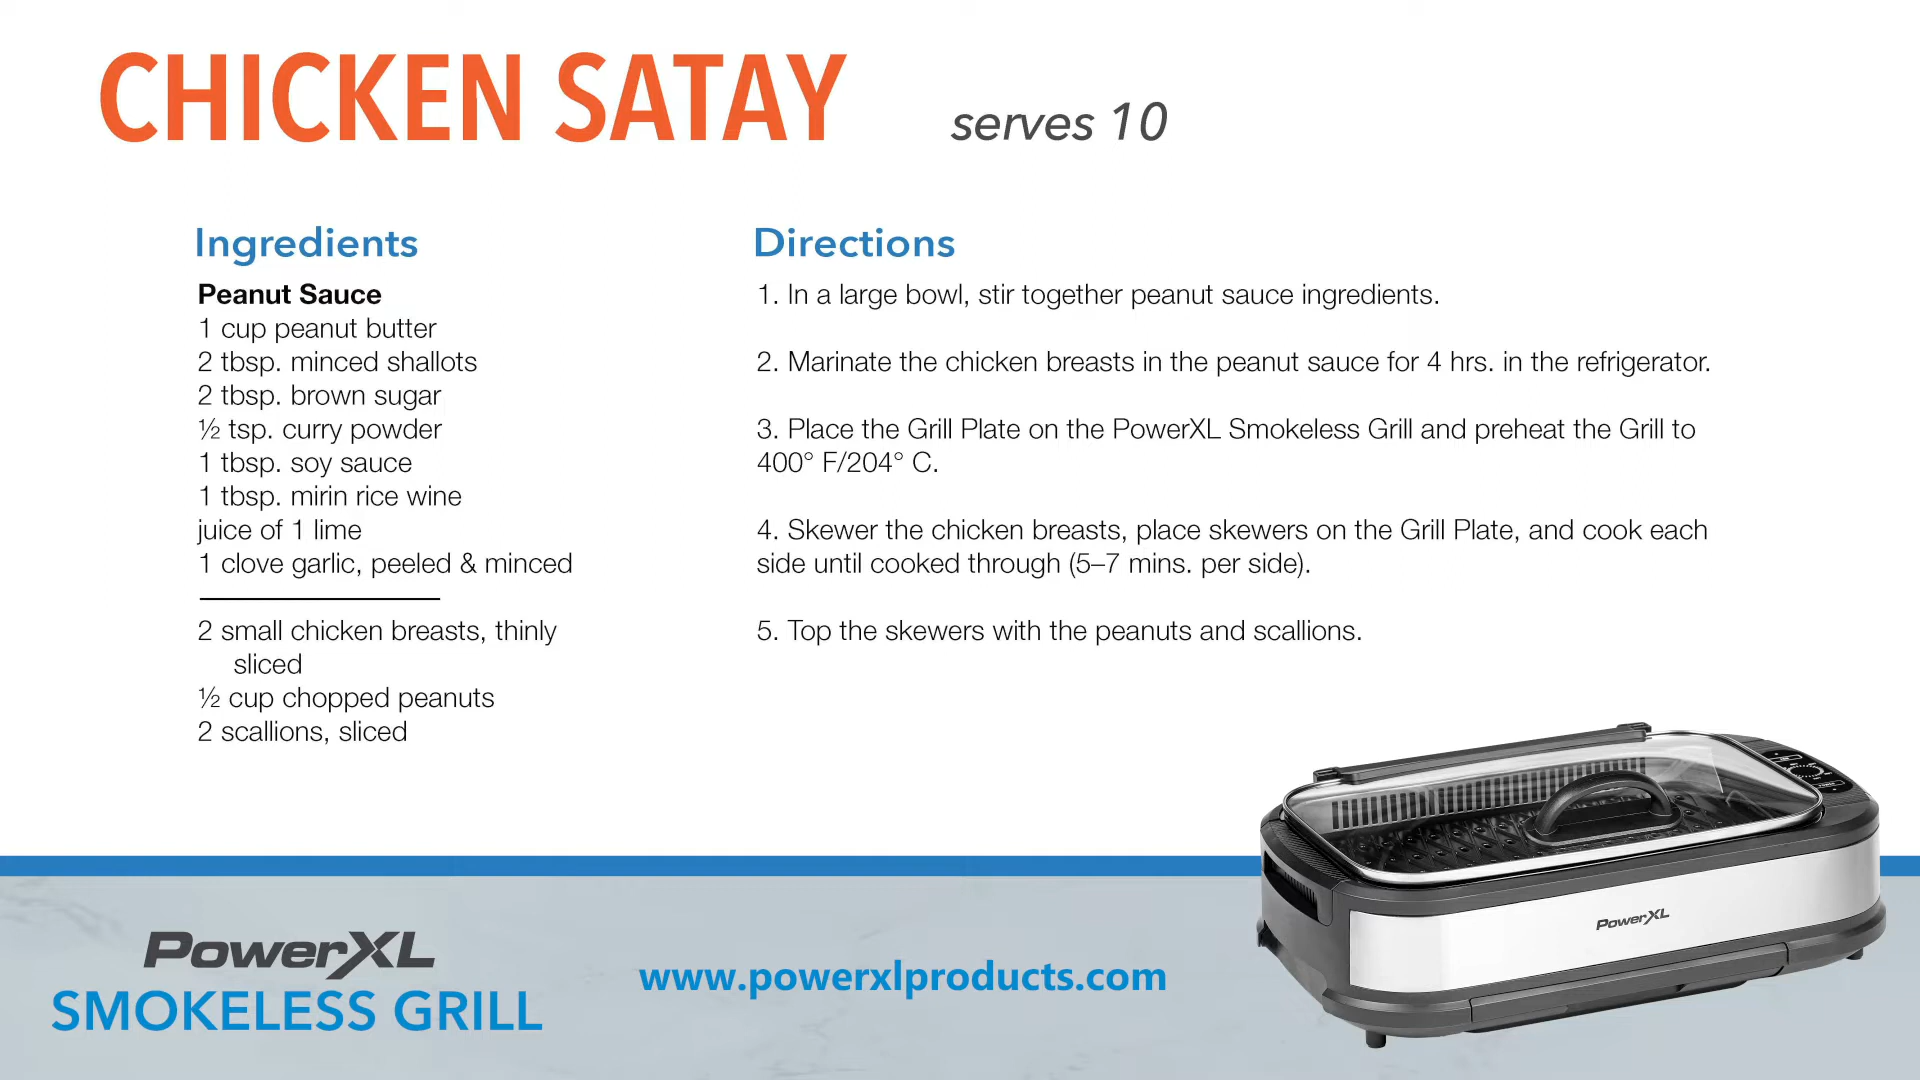 CHICKEN SATAY
serves 10
Ingredients
Peanut Sauce
1 cup peanut butter
2 tbsp. minced shallots
2 tbsp. brown sugar
½ tsp. curry powder
1 tbsp. soy sauce
1 tbsp. mirin rice wine
juice of 1 lime
1 clove garlic, peeled & minced
2 small chicken breasts, thinly
sliced
½ cup chopped peanuts
2 scallions, sliced
Directions
1. In a large bowl, stir together peanut sauce ingredients.
2. Marinate the chicken breasts in the peanut sauce for 4 hrs. in the refrigerator.
3. Place the Grill Plate on the PowerXL Smokeless Grill and preheat the Grill to
400° F/204° C.
4. Skewer the chicken breasts, place skewers on the Grill Plate, and cook each
side until cooked through (5–7 mins. per side).
5. Top the skewers with the peanuts and scallions.
PowerXL
PowerXL
SMOKELESS GRILL
www.powerxlproducts.com